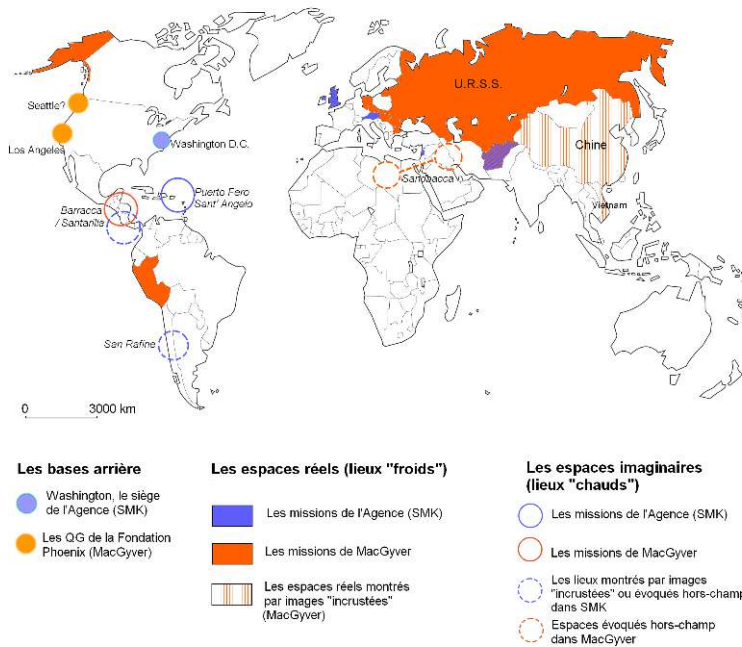 U.R.S.S.
Seattle?
Chine
Los Angeles
Washington D.C.
Sanobacca
Puerto Fero
Sant' Angelo
Vietnam
Barracca
/ Santarilla
San Rafine
0 3000 km
Les bases arrière
Washington, le siège
de l'Agence (SMK)
Les QG de la Fondation
Phoenix (MacGyver)
Les espaces réels (lieux "froids")
Les missions de l'Agence (SMK)
Les missions de MacGyver
Les espaces réels montrés
par images "incrustées"
(MacGyver)
Les espaces imaginaires
(lieux "chauds")
Les missions de l'Agence (SMK)
Les missions de MacGyver
Les lieux montrés par images
"incrustées" ou évoqués hors-champ
dans SMK
Espaces évoqués hors-champ
dans MacGyver